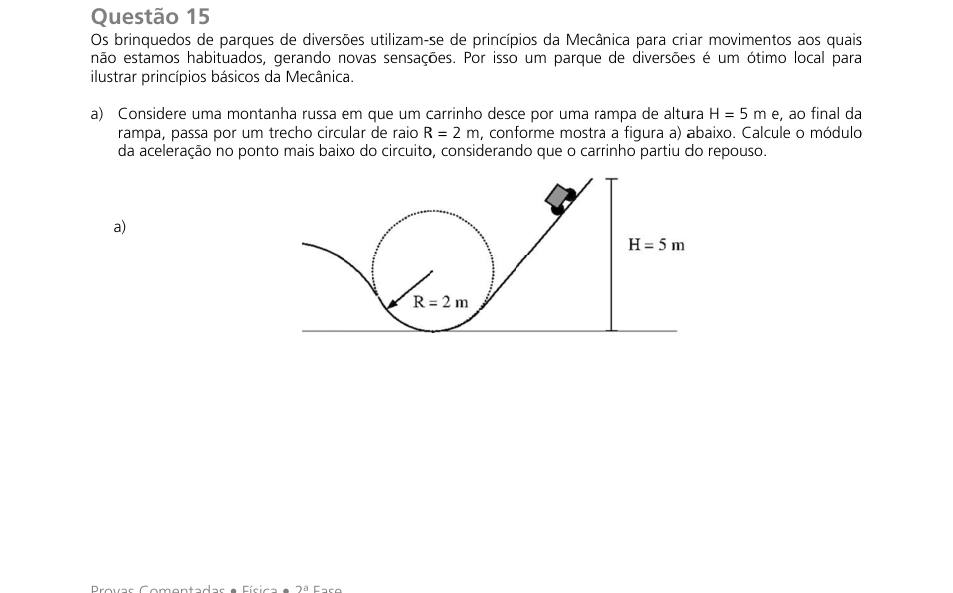 Questão 15
Os brinquedos de parques de diversões utilizam-se de princípios da Mecânica para criar movimentos aos quais
não estamos habituados, gerando novas sensações. Por isso um parque de diversões é um ótimo local para
ilustrar princípios básicos da Mecânica.
a) Considere uma montanha russa em que um carrinho desce por uma rampa de altura H = 5 m e, ao final da
rampa, passa por um trecho circular de raio R = 2 m, conforme mostra a figura a) abaixo. Calcule o módulo
da aceleração no ponto mais baixo do circuito, considerando que o carrinho partiu do repouso.
a)
H = 5 m
R = 2 m
Provas Comentadas • Física • 2ª Fase